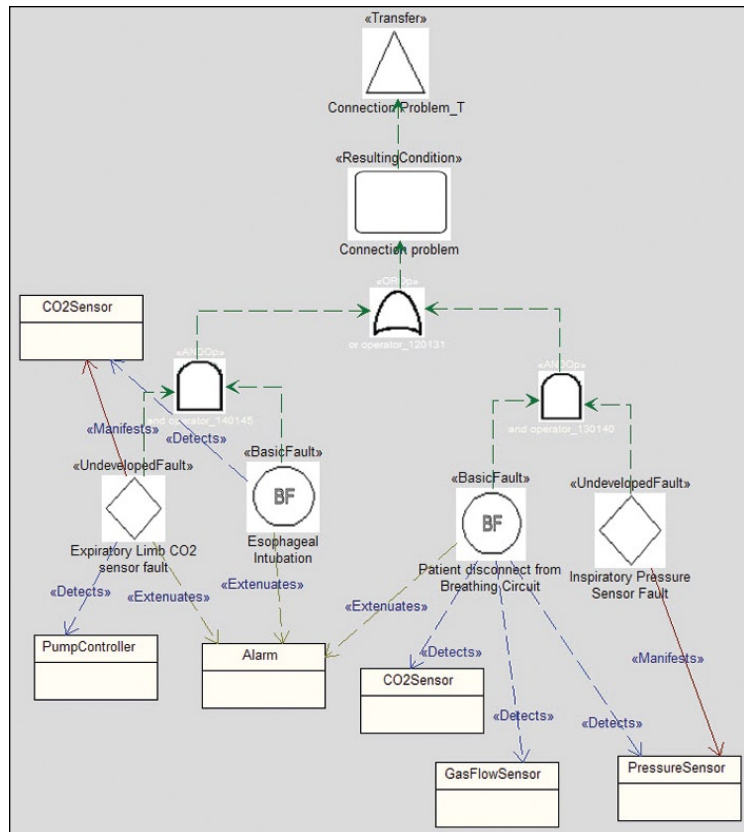 «Transfer»
Connection Problem_T
«ResultingCondition»
Connection problem
«OROp»
or operator_120131
CO2Sensor
«ANDOp»
and operator_140145
«ANDOp»
and operator_130140
«Manifests»
«Detects»
«UndevelopedFault»
Expiratory Limb CO2
sensor fault
«BasicFault»
BF
Esophageal
Intubation
«BasicFault»
BF
Patient disconnect from
Breathing Circuit
«UndevelopedFault»
Inspiratory Pressure
Sensor Fault
«Detects»
«Extenuates»
«Extenuates»
«Extenuates»
«Manifests»
PumpController
Alarm
«Detects»
CO2Sensor
«Detects»
«Detects»
GasFlowSensor
PressureSensor